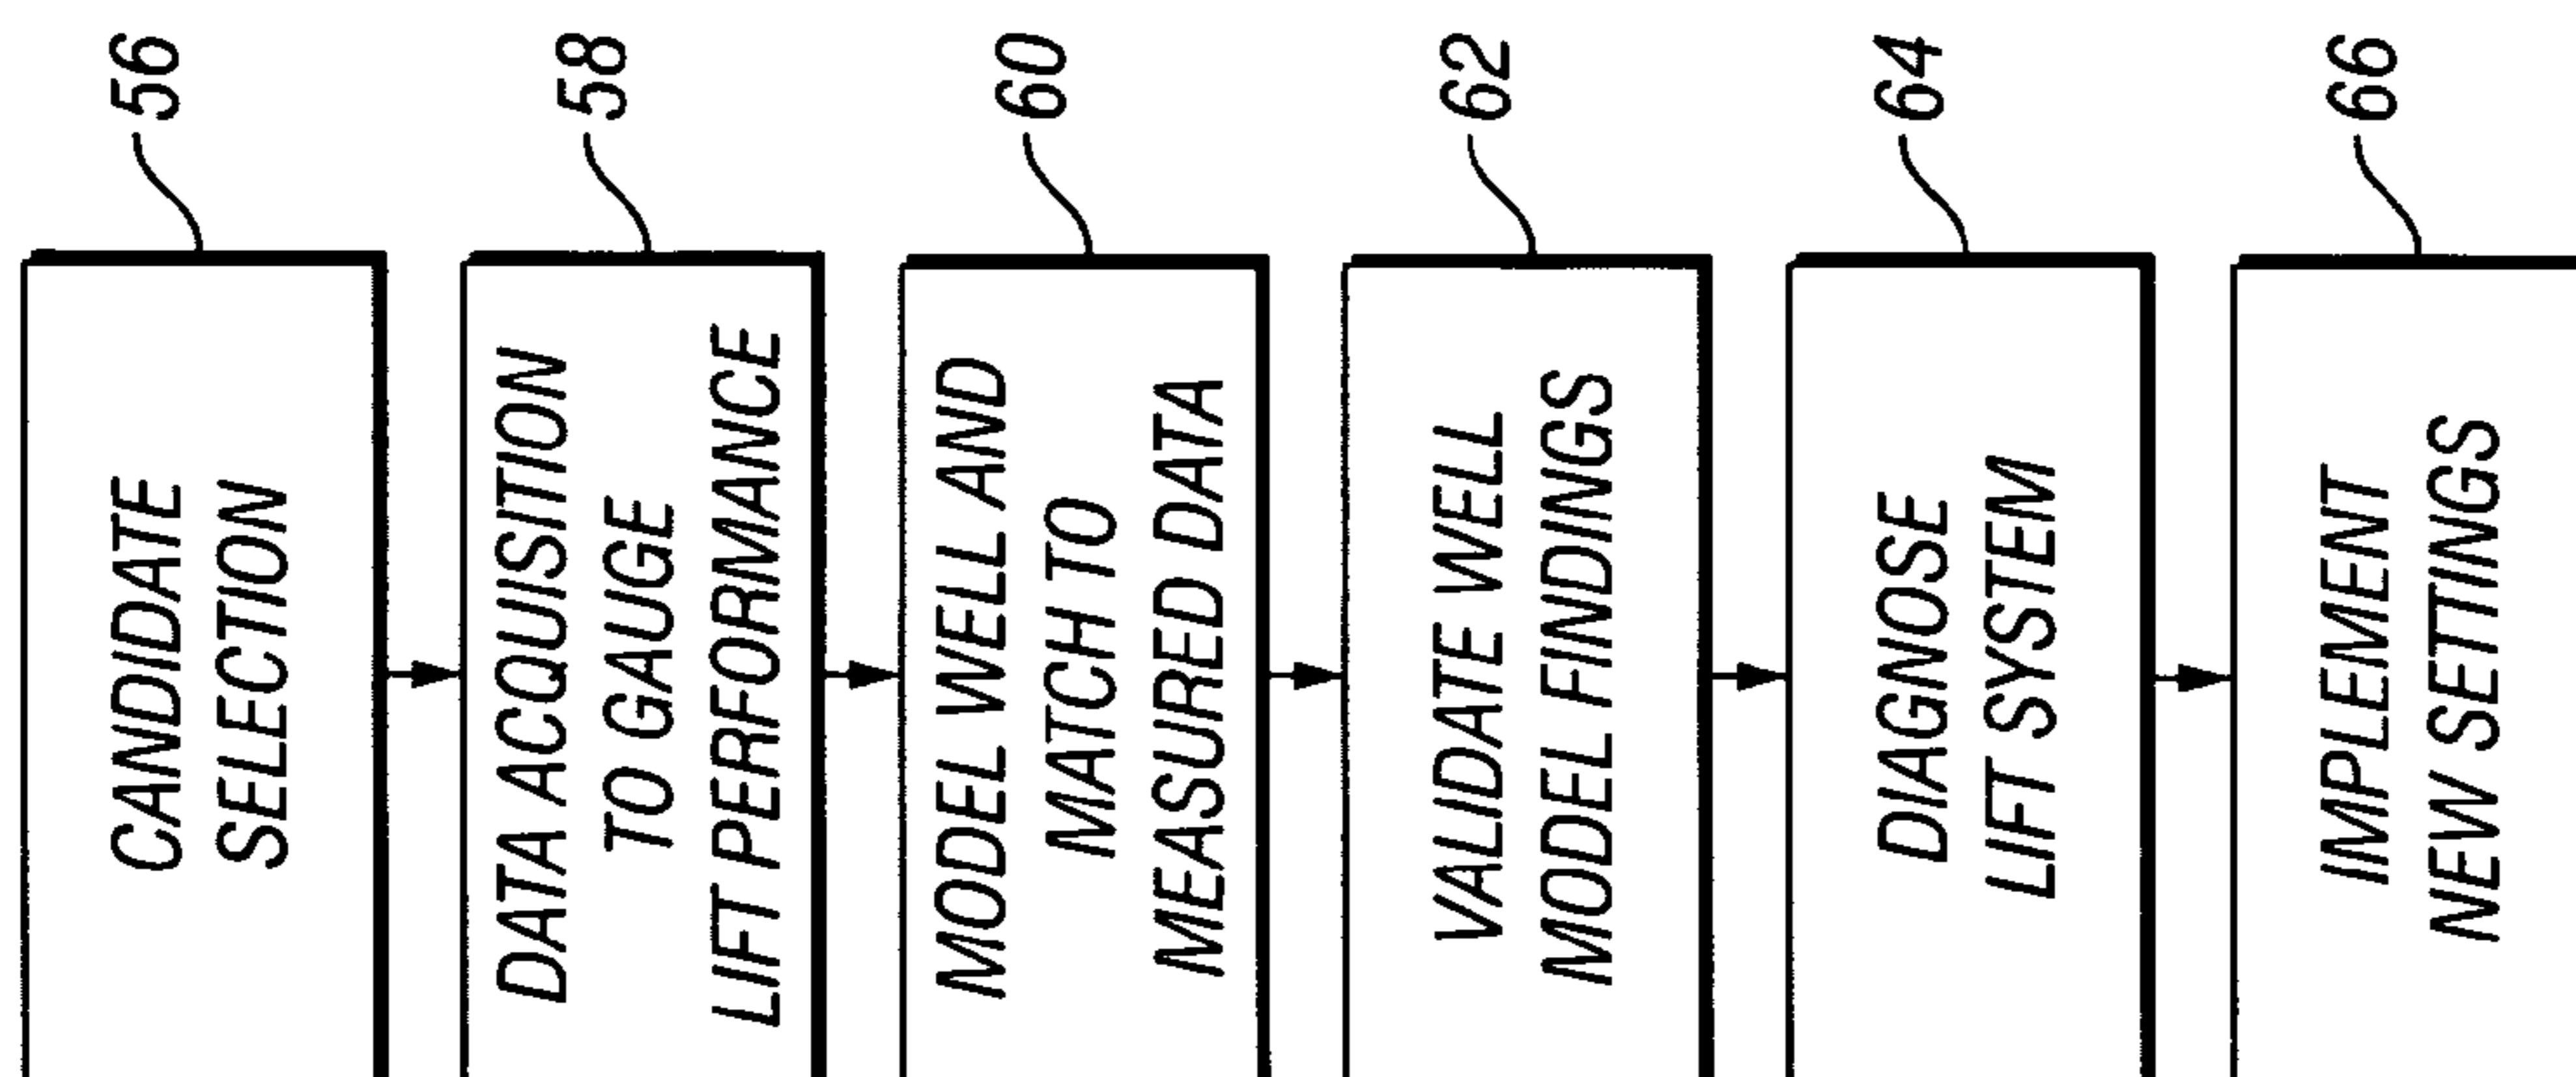 CANDIDATE
SELECTION
56
DATA ACQUISITION
TO GAUGE
LIFT PERFORMANCE
58
MODEL WELL AND
MATCH TO
MEASURED DATA
60
VALIDATE WELL
MODEL FINDINGS
62
DIAGNOSE
LIFT SYSTEM
64
IMPLEMENT
NEW SETTINGS
66